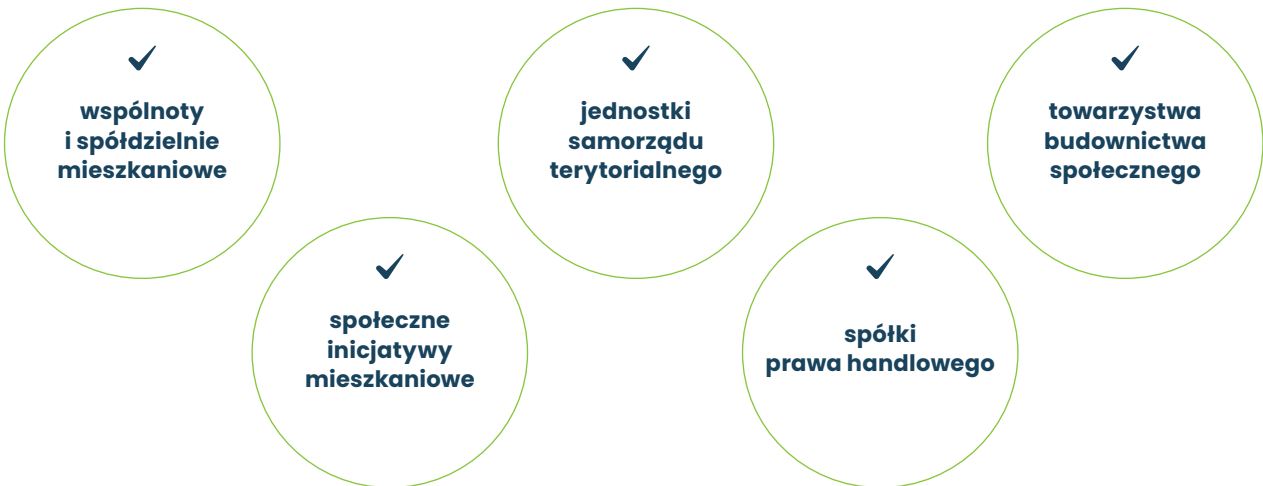 wspólnoty
i spółdzielnie
mieszkaniowe
jednostki
samorządu
terytorialnego
towarzystwa
budownictwa
społecznego
społeczne
inicjatywy
mieszkaniowe
spółki
prawa handlowego